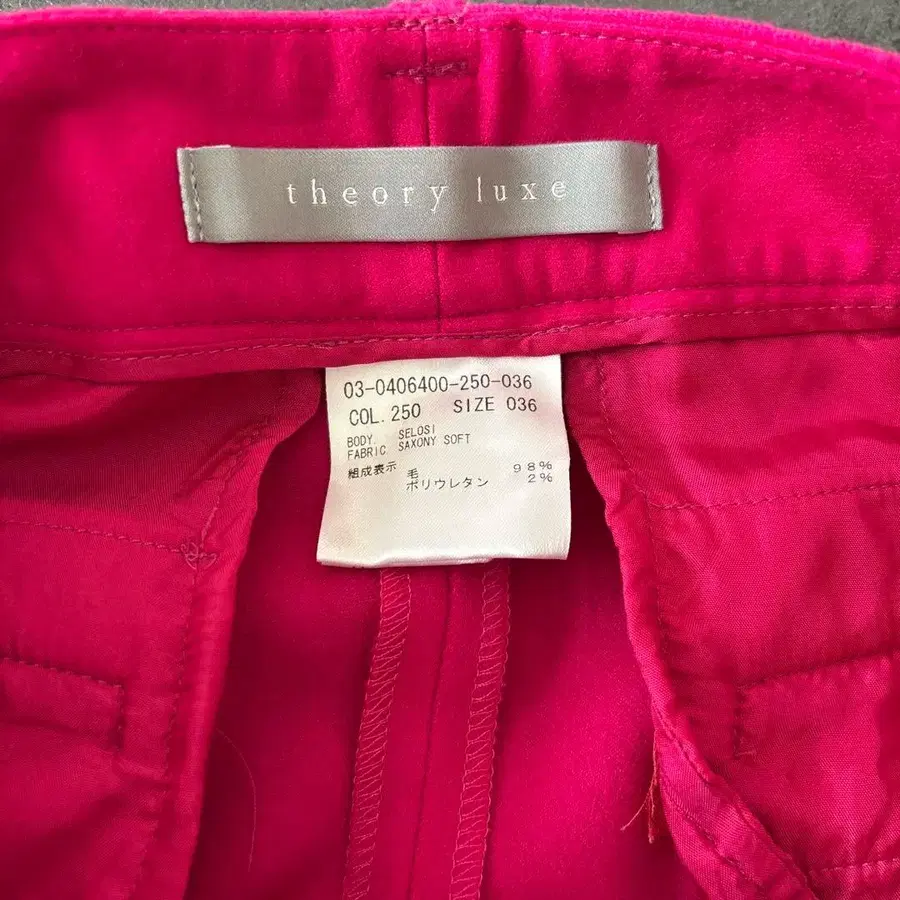 theory luxe
03-0406400-250-036
COL. 250 SIZE 036
BODY. SELOSI
FABRIC SAXONY SOFT
組成表示 毛 98%
ポリウレタン 2%